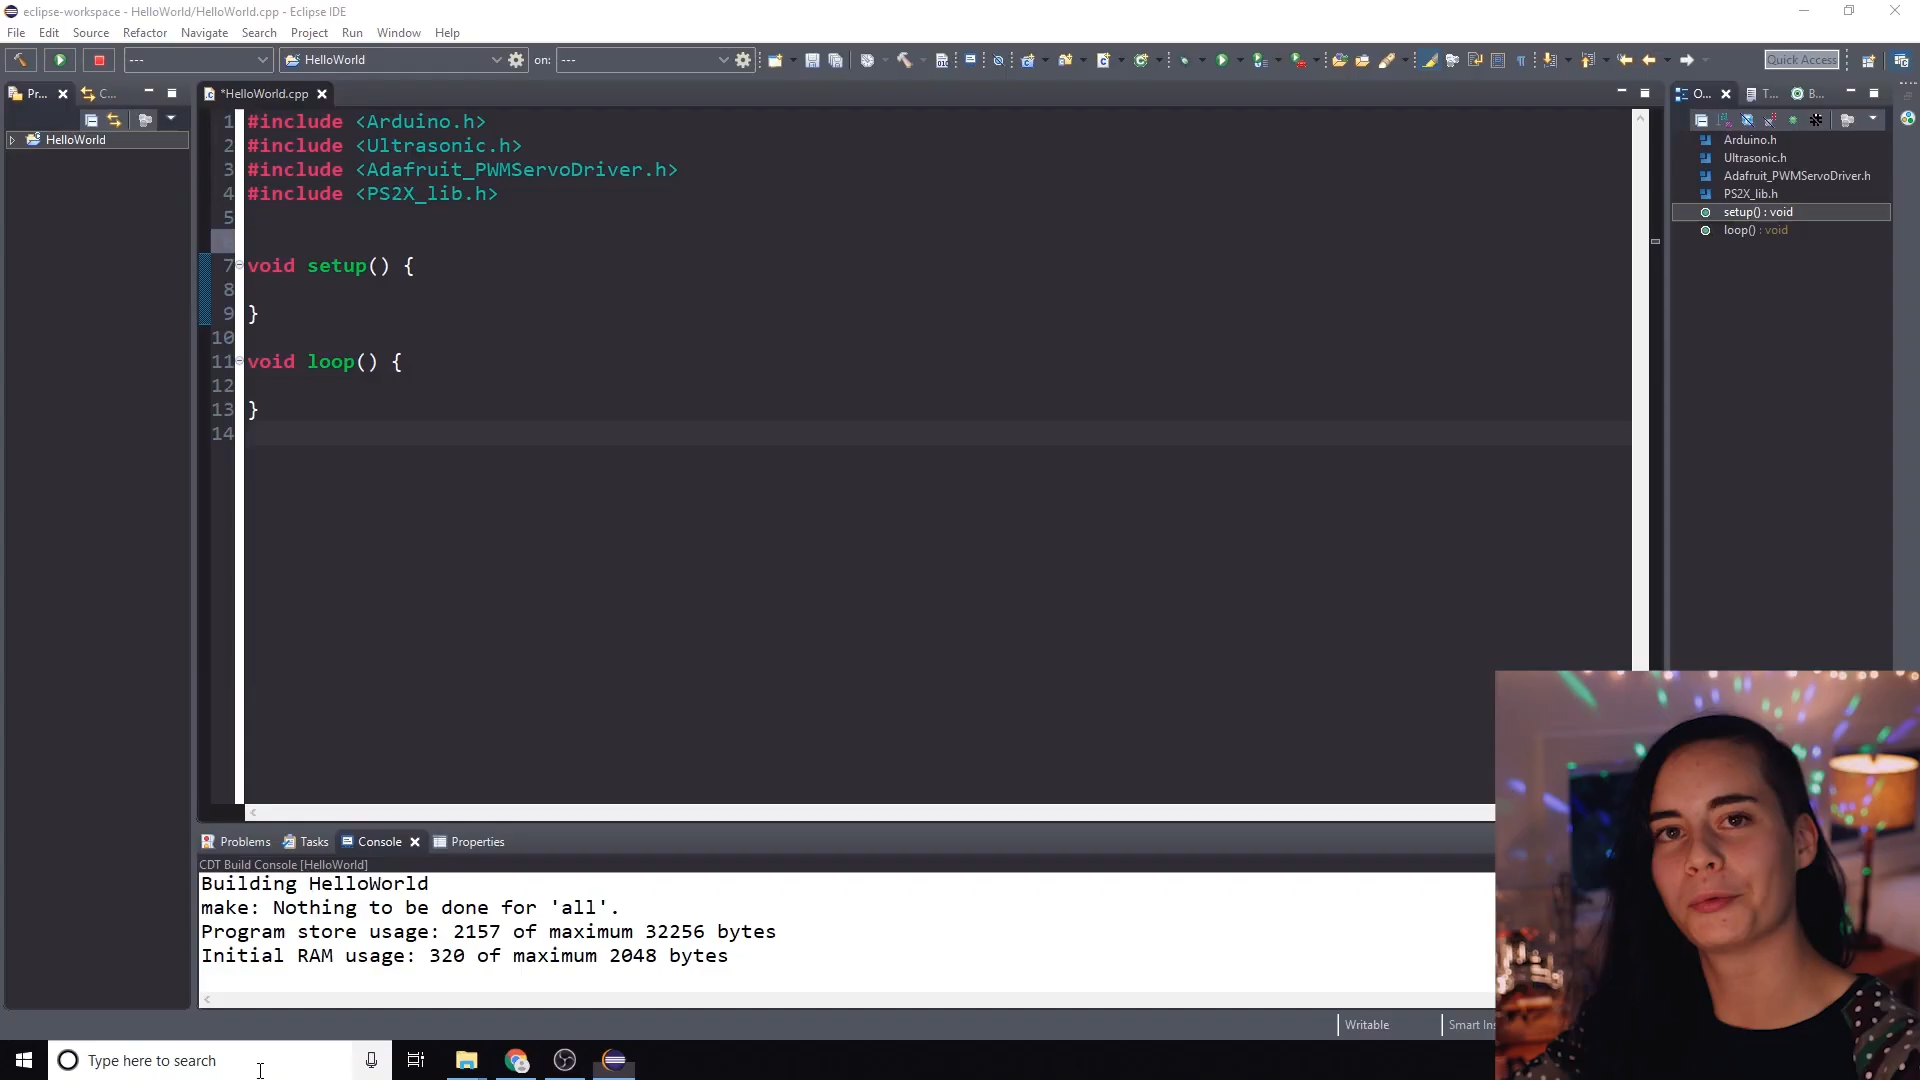 eclipse-workspace - HelloWorld/HelloWorld.cpp - Eclipse IDE
File Edit Source Refactor Navigate Search Project Run Window Help
--- HelloWorld on: --- Quick Access
Pr... C... *HelloWorld.cpp O... T... B...
HelloWorld
1 #include <Arduino.h>
2 #include <Ultrasonic.h>
3 #include <Adafruit_PWMServoDriver.h>
4 #include <PS2X_lib.h>
5
7 void setup() {
8
9 }
10
11 void loop() {
12
13 }
14
Arduino.h
Ultrasonic.h
Adafruit_PWMServoDriver.h
PS2X_lib.h
setup() : void
loop() : void
Problems Tasks Console Properties
CDT Build Console [HelloWorld]
Building HelloWorld
make: Nothing to be done for 'all'.
Program store usage: 2157 of maximum 32256 bytes
Initial RAM usage: 320 of maximum 2048 bytes
Writable Smart Ins
Type here to search